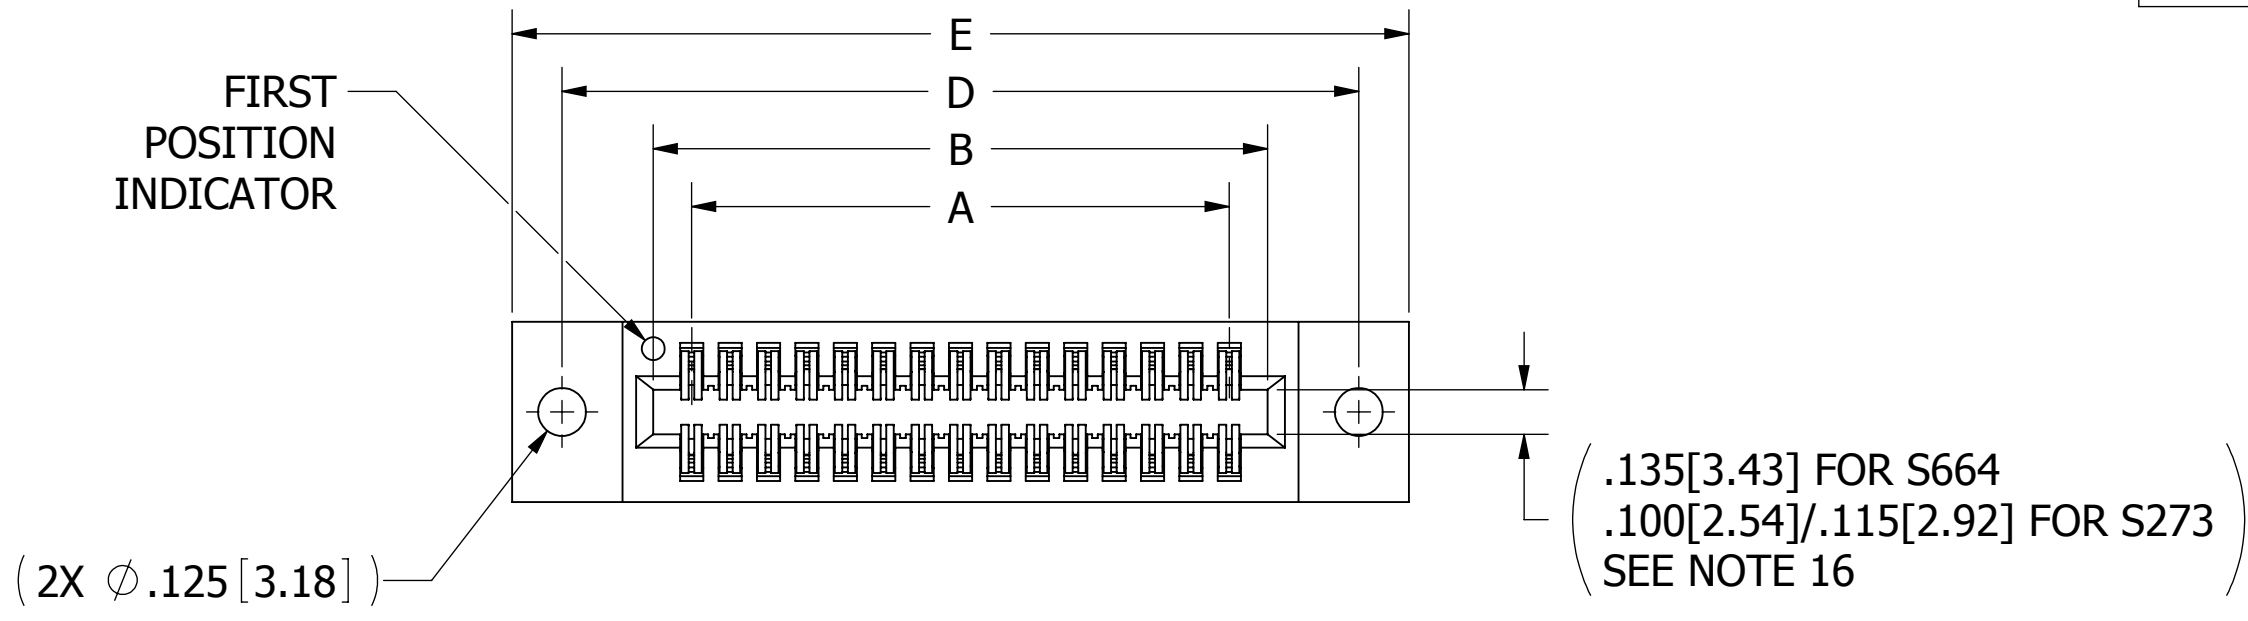 E
D
B
A
FIRST
POSITION
INDICATOR
.135[3.43] FOR S664
.100[2.54]/.115[2.92] FOR S273
SEE NOTE 16
(2X ∅.125[3.18])